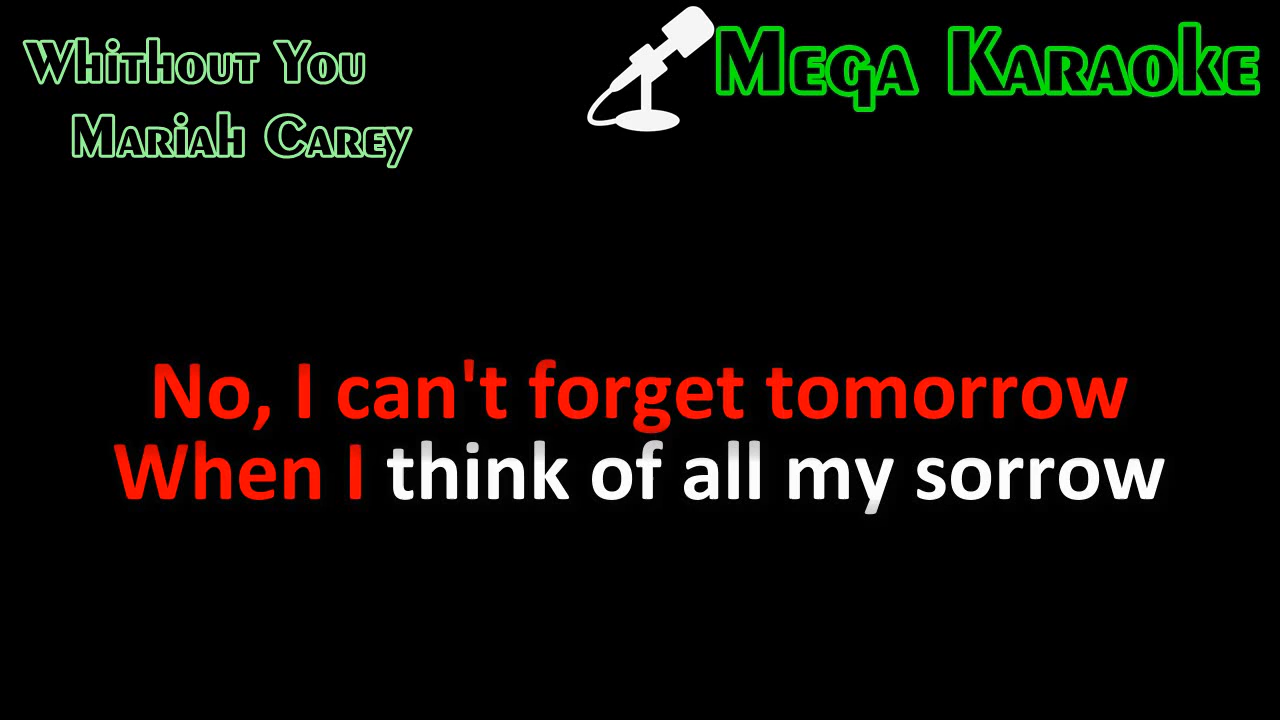 Whithout You
Mariah Carey
Mega Karaoke
No, I can't forget tomorrow
When I think of all my sorrow